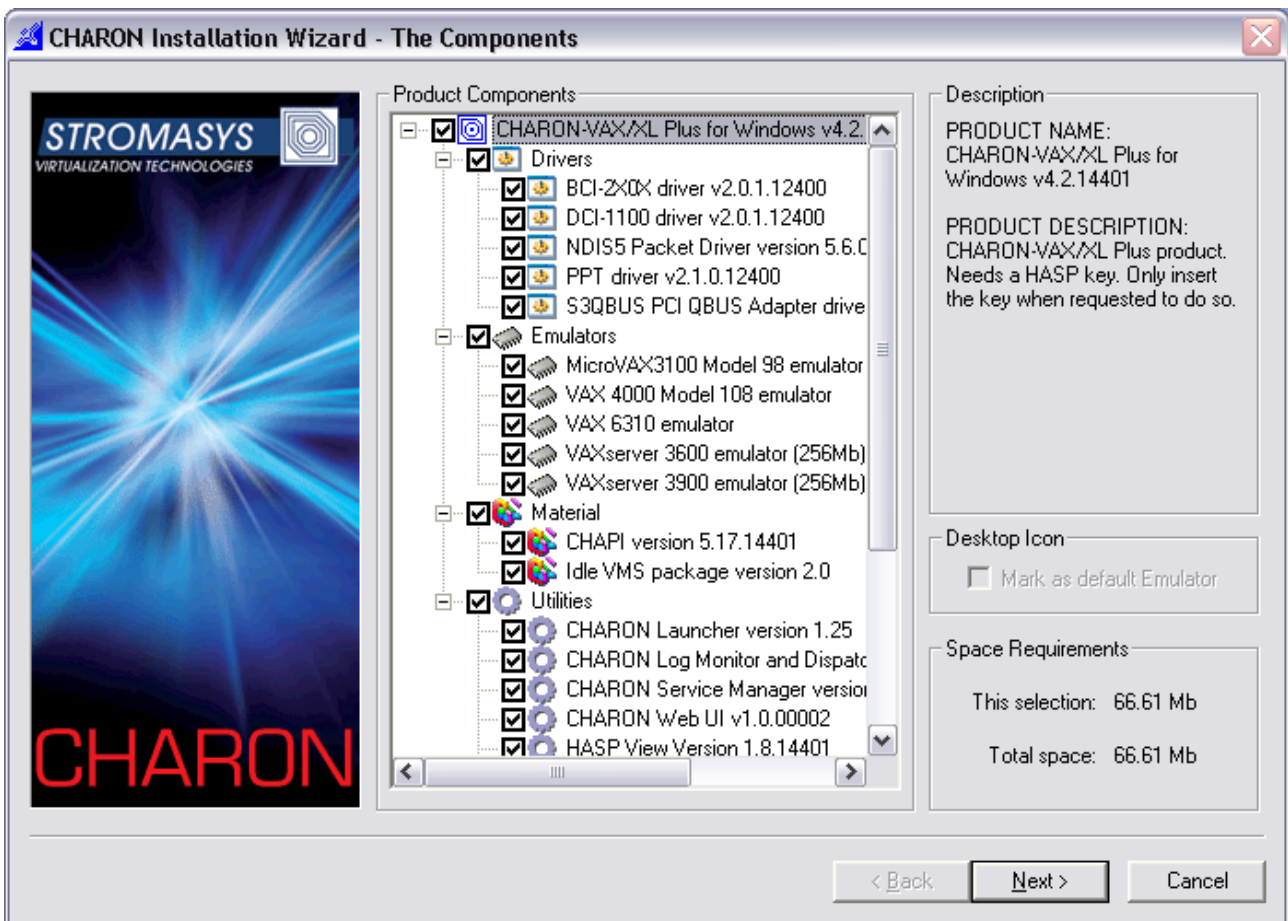 CHARON Installation Wizard - The Components
STROMASYS
VIRTUALIZATION TECHNOLOGIES
CHARON
Product Components
CHARON-VAX/XL Plus for Windows v4.2.
Drivers
BCI-2X0X driver v2.0.1.12400
DCI-1100 driver v2.0.1.12400
NDIS5 Packet Driver version 5.6.0
PPT driver v2.1.0.12400
S3QBUS PCI QBUS Adapter drive
Emulators
MicroVAX3100 Model 98 emulator
VAX 4000 Model 108 emulator
VAX 6310 emulator
VAXserver 3600 emulator (256Mb)
VAXserver 3900 emulator (256Mb)
Material
CHAPI version 5.17.14401
Idle VMS package version 2.0
Utilities
CHARON Launcher version 1.25
CHARON Log Monitor and Dispatc
CHARON Service Manager version
CHARON Web UI v1.0.00002
HASP View Version 1.8.14401
Description
PRODUCT NAME:
CHARON-VAX/XL Plus for
Windows v4.2.14401
PRODUCT DESCRIPTION:
CHARON-VAX/XL Plus product.
Needs a HASP key. Only insert
the key when requested to do so.
Desktop Icon
Mark as default Emulator
Space Requirements
This selection: 66.61 Mb
Total space: 66.61 Mb
< Back
Next >
Cancel